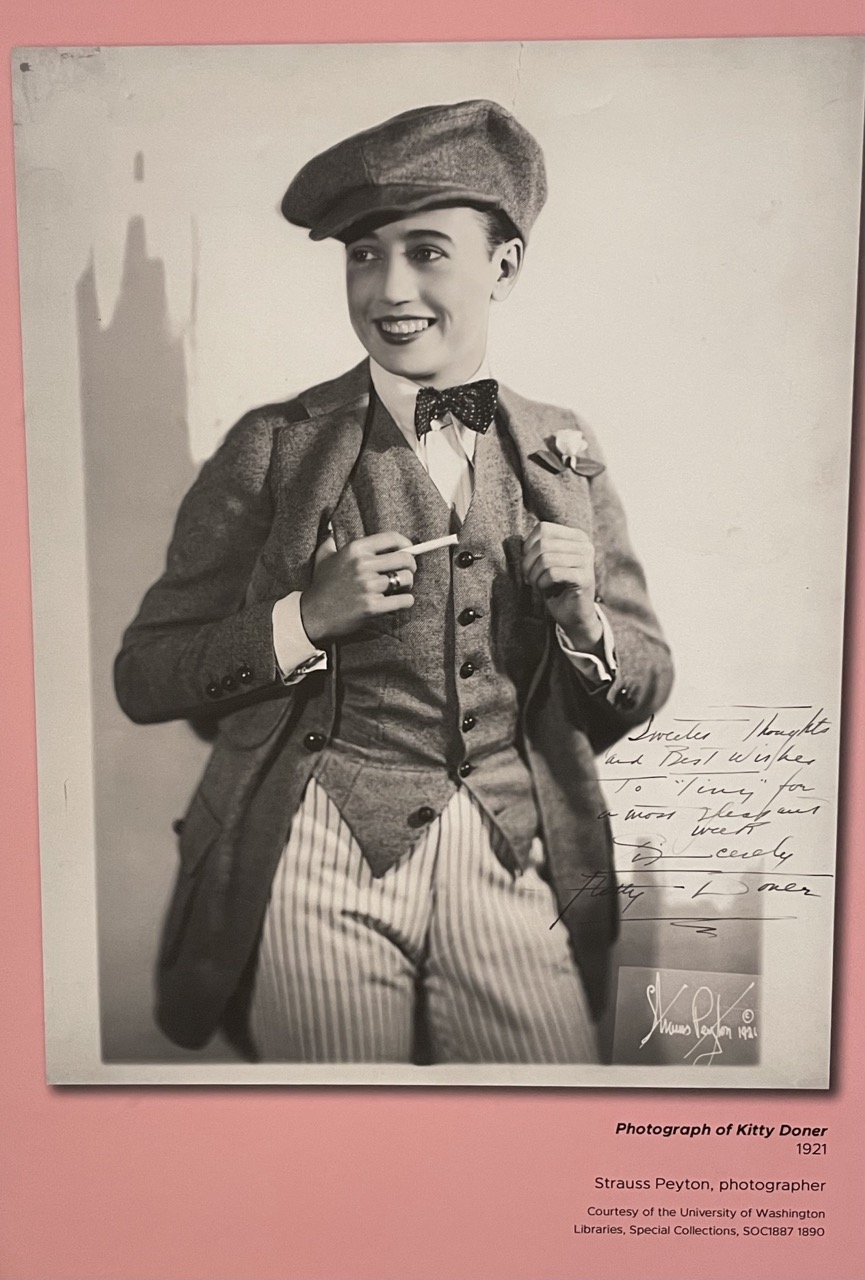 Sweetes Thoughts
and Best Wishes
To "Tiny" for
a most pleasant
week
Sincerely
Kitty - Doner
Strauss Peyton © 1921
Photograph of Kitty Doner
1921
Strauss Peyton, photographer
Courtesy of the University of Washington
Libraries, Special Collections, SOC1887 1890